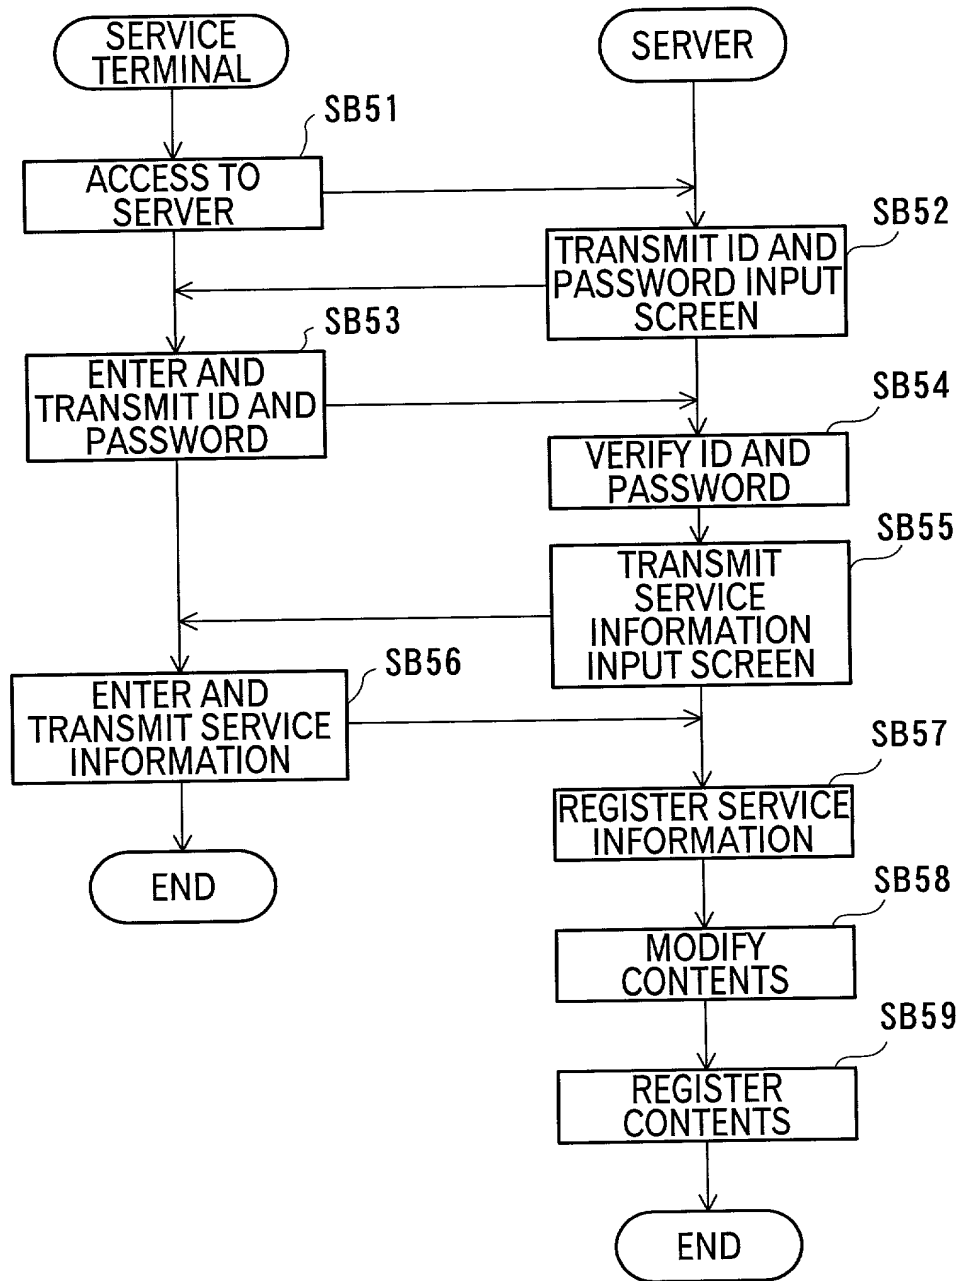 SERVICE
TERMINAL
SERVER
SB51
ACCESS TO
SERVER
SB52
TRANSMIT ID AND
PASSWORD INPUT
SCREEN
SB53
ENTER AND
TRANSMIT ID AND
PASSWORD
SB54
VERIFY ID AND
PASSWORD
SB55
TRANSMIT
SERVICE
INFORMATION
INPUT SCREEN
SB56
ENTER AND
TRANSMIT SERVICE
INFORMATION
SB57
REGISTER SERVICE
INFORMATION
END
SB58
MODIFY
CONTENTS
SB59
REGISTER
CONTENTS
END